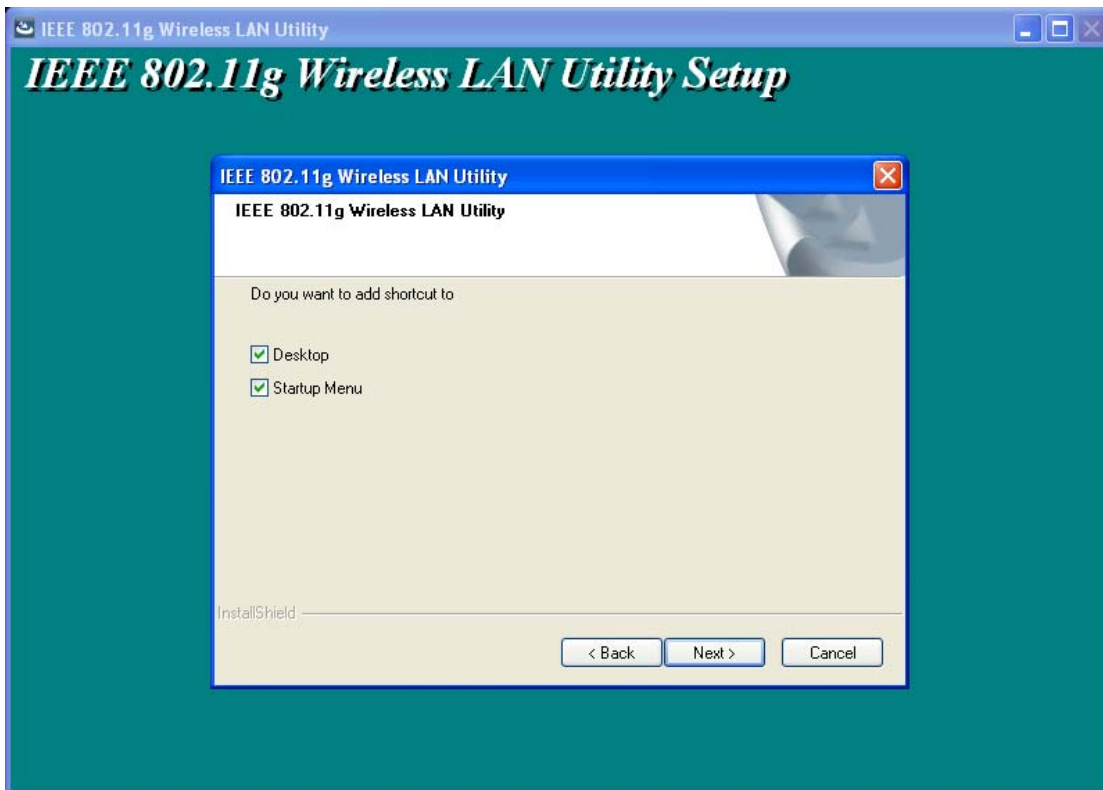 IEEE 802.11g Wireless LAN Utility
IEEE 802.11g Wireless LAN Utility Setup
IEEE 802.11g Wireless LAN Utility
IEEE 802.11g Wireless LAN Utility
Do you want to add shortcut to
Desktop
Startup Menu
InstallShield
< Back Next > Cancel